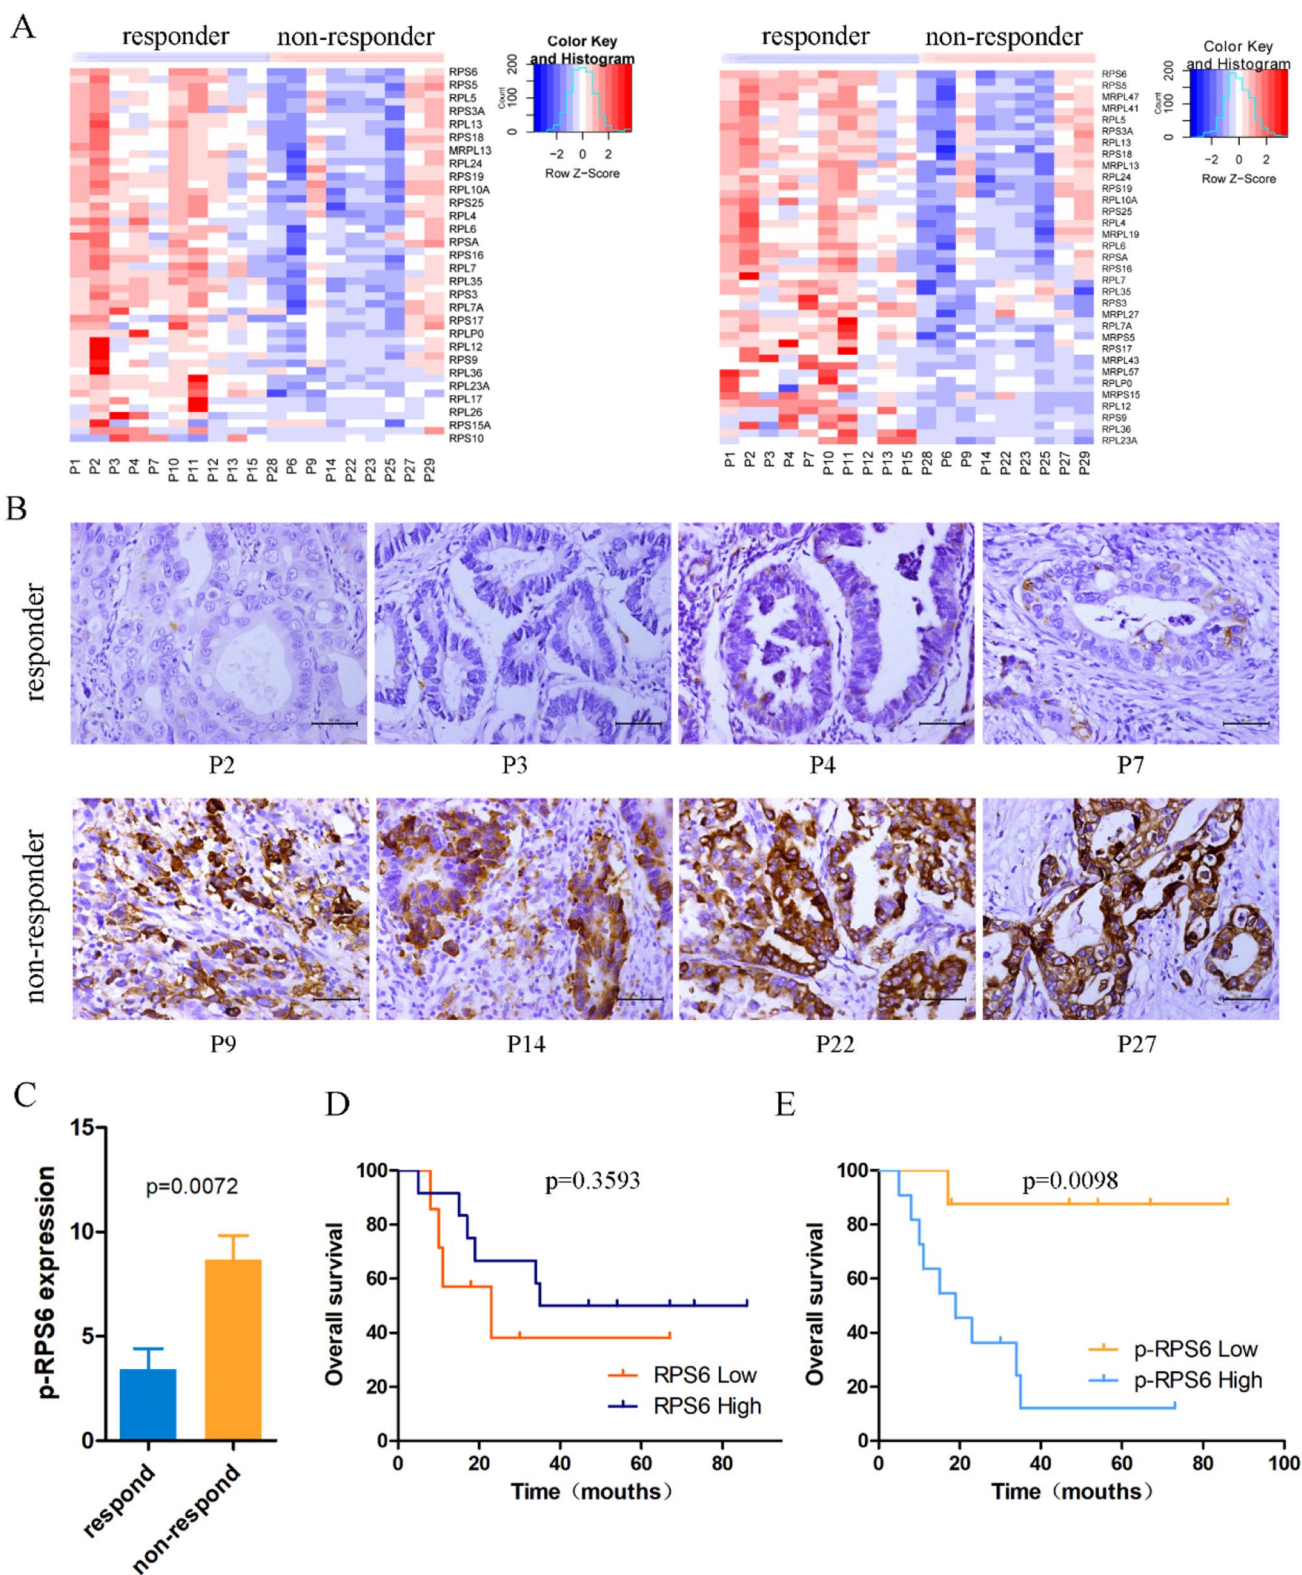 A
responder non-responder
Color Key
and Histogram
Count
0 100 200
−2 0 2
Row Z−Score
RPS6
RPS5
RPL5
RPS3A
RPL13
RPS18
MRPL13
RPL24
RPS19
RPL10A
RPS25
RPL4
RPL6
RPSA
RPS16
RPL7
RPL35
RPS3
RPL7A
RPS17
RPLP0
RPL12
RPS9
RPL36
RPL23A
RPL17
RPL26
RPS15A
RPS10
P1 P2 P3 P4 P7 P10 P11 P12 P13 P15 P28 P6 P9 P14 P22 P23 P25 P27 P29
responder non-responder
Color Key
and Histogram
Count
0 100 200
−2 0 2
Row Z−Score
RPS6
RPS5
MRPL47
MRPL41
RPL5
RPS3A
RPL13
RPS18
MRPL13
RPL24
RPS19
RPL10A
RPS25
RPL4
MRPL19
RPL6
RPSA
RPS16
RPL7
RPL35
RPS3
MRPL27
RPL7A
MRPS5
RPS17
MRPL43
MRPL57
RPLP0
MRPS15
RPL12
RPS9
RPL36
RPL23A
P1 P2 P3 P4 P7 P10 P11 P12 P13 P15 P28 P6 P9 P14 P22 P23 P25 P27 P29
B
responder
P2 P3 P4 P7
non-responder
P9 P14 P22 P27
C
p-RPS6 expression
15
10
5
0
p=0.0072
respond
non-respond
D
Overall survival
100
80
60
40
20
0
p=0.3593
RPS6 Low
RPS6 High
0 20 40 60 80
Time（mouths）
E
Overall survival
100
80
60
40
20
0
p=0.0098
p-RPS6 Low
p-RPS6 High
0 20 40 60 80 100
Time（mouths）